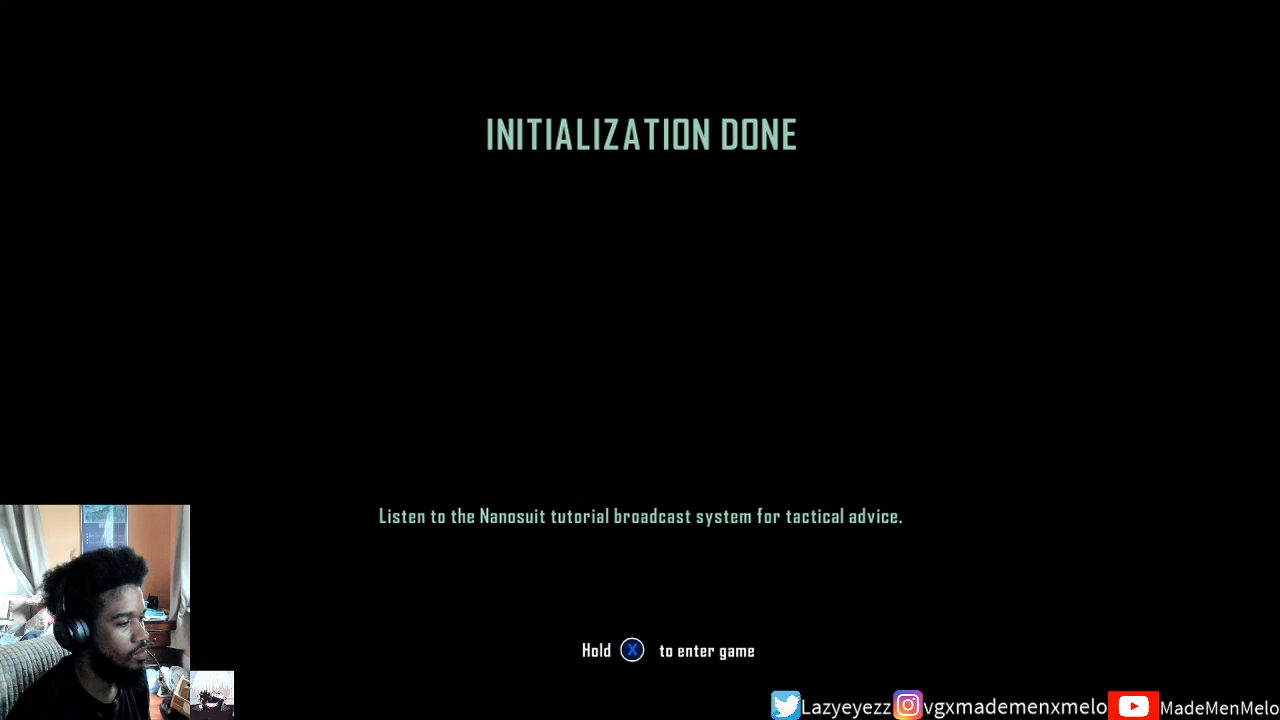 INITIALIZATION DONE
Listen to the Nanosuit tutorial broadcast system for tactical advice.
Hold X to enter game
Lazyeyezz vgxmademenxmelo MadeMenMelo